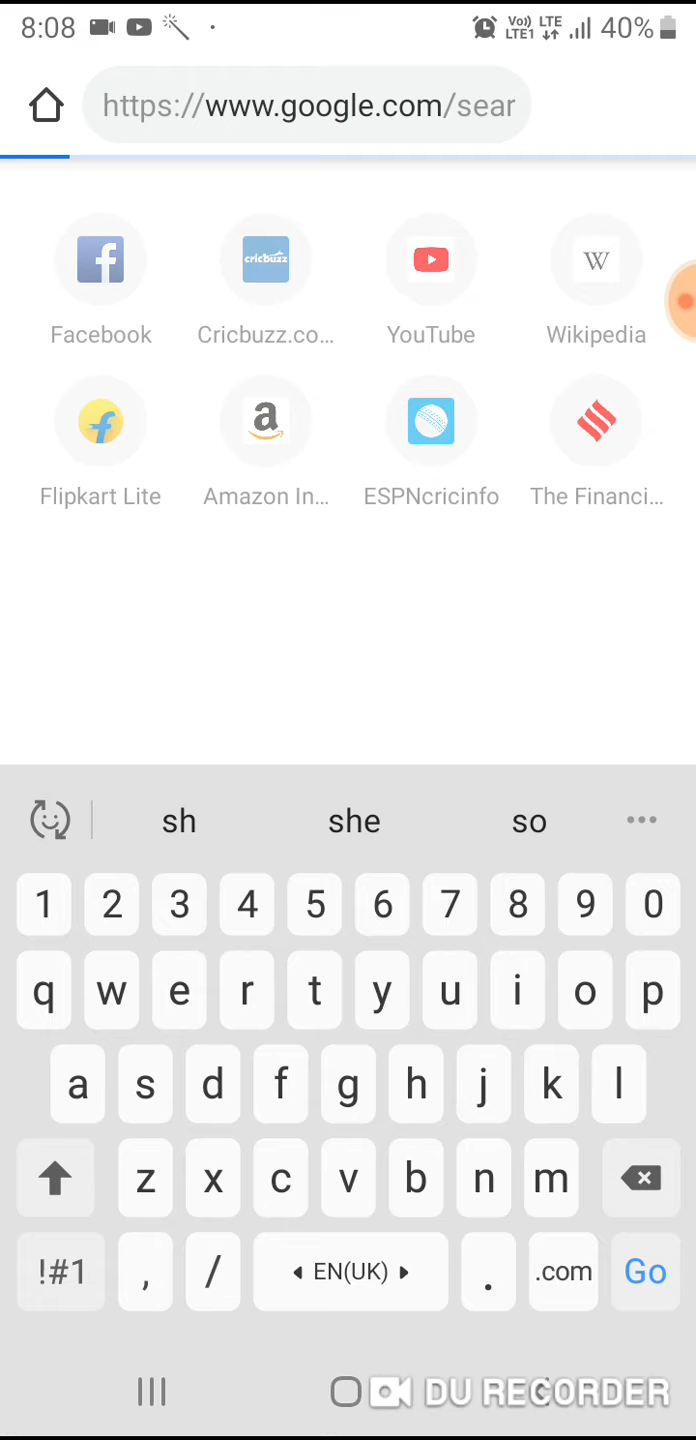 8:08 Vo)) LTE LTE1 40%
https://www.google.com/sear
f cricbuzz W
Facebook Cricbuzz.co... YouTube Wikipedia
f a
Flipkart Lite Amazon In... ESPNcricinfo The Financi...
sh she so
1 2 3 4 5 6 7 8 9 0
q w e r t y u i o p
a s d f g h j k l
z x c v b n m
!#1 , / EN(UK) . .com Go
DU RECORDER